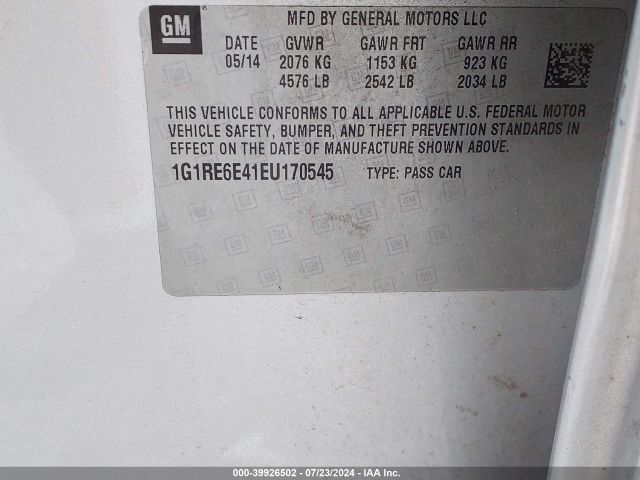 GM
MFD BY GENERAL MOTORS LLC
DATE GVWR GAWR FRT GAWR RR
05/14 2076 KG 1153 KG 923 KG
4576 LB 2542 LB 2034 LB
THIS VEHICLE CONFORMS TO ALL APPLICABLE U.S. FEDERAL MOTOR
VEHICLE SAFETY, BUMPER, AND THEFT PREVENTION STANDARDS IN
EFFECT ON THE DATE OF MANUFACTURE SHOWN ABOVE.
1G1RE6E41EU170545 TYPE: PASS CAR
000-39926502 - 07/23/2024 - IAAI.com